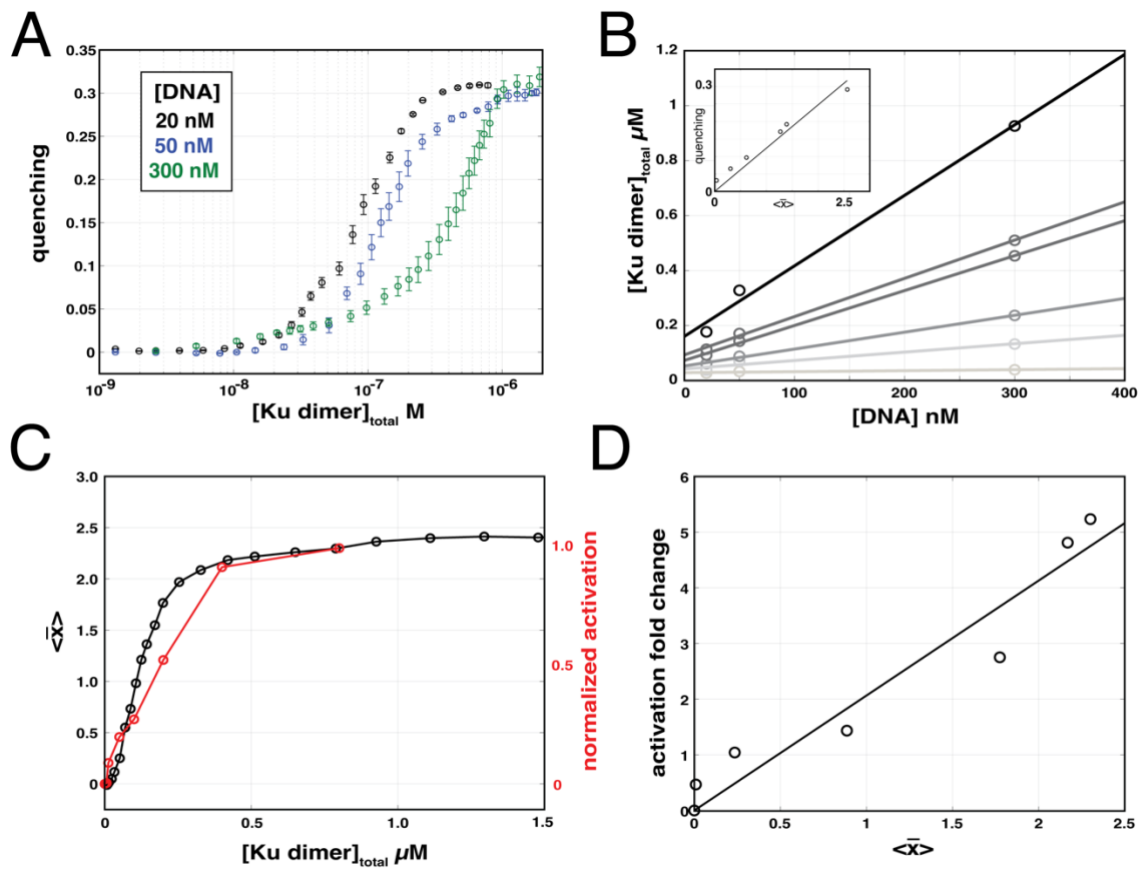 A
0.35
0.3
0.25
0.2
0.15
0.1
0.05
0
quenching
[DNA]
20 nM
50 nM
300 nM
10-9
10-8
10-7
10-6
[Ku dimer]total M
B
1.2
1
0.8
0.6
0.4
0.2
0
[Ku dimer]total µM
0.3
0
quenching
0
<x̄>
2.5
0
100
200
300
400
[DNA] nM
C
3.0
2.5
2.0
1.5
1.0
0.5
0
<x̄>
1.0
0.5
0
normalized activation
0
0.5
1.0
1.5
[Ku dimer]total µM
D
6
5
4
3
2
1
0
activation fold change
0
0.5
1
1.5
2
2.5
<x̄>